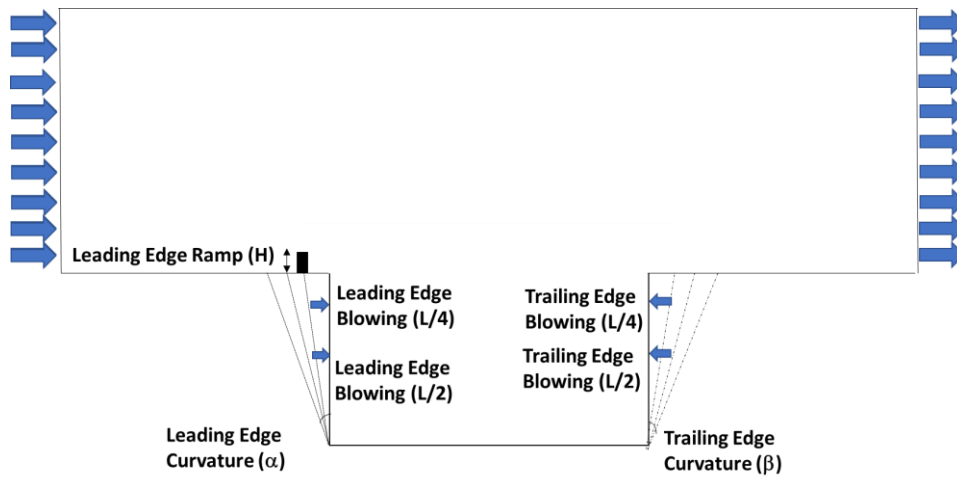 Leading Edge Ramp (H)
Leading Edge
Blowing (L/4)
Trailing Edge
Blowing (L/4)
Leading Edge
Blowing (L/2)
Trailing Edge
Blowing (L/2)
Leading Edge
Curvature (α)
Trailing Edge
Curvature (β)